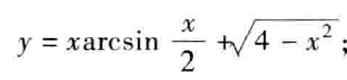 y = xarcsin x/2 + √(4 − x²) ;